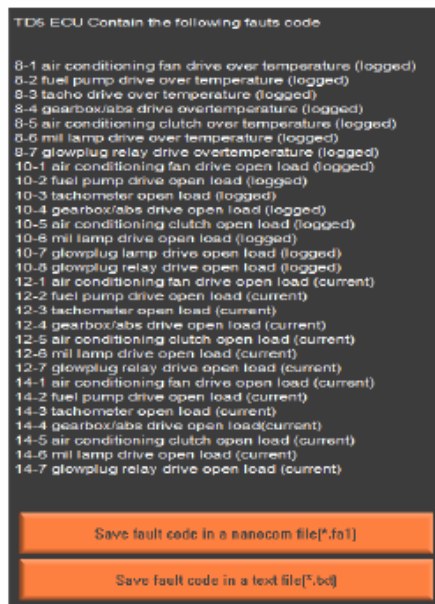 TD5 ECU Contain the following fauts code
8-1 air conditioning fan drive over temperature (logged)
8-2 fuel pump drive over temperature (logged)
8-3 tacho drive over temperature (logged)
8-4 gearbox/abs drive overtemperature (logged)
8-5 air conditioning clutch over temperature (logged)
8-6 mil lamp drive over temperature (logged)
8-7 glowplug relay drive overtemperature (logged)
10-1 air conditioning fan drive open load (logged)
10-2 fuel pump drive open load (logged)
10-3 tachometer open load (logged)
10-4 gearbox/abs drive open load (logged)
10-5 air conditioning clutch open load (logged)
10-6 mil lamp drive open load (logged)
10-7 glowplug lamp drive open load (logged)
10-8 glowplug relay drive open load (logged)
12-1 air conditioning fan drive open load (current)
12-2 fuel pump drive open load (current)
12-3 tachometer open load (current)
12-4 gearbox/abs drive open load (current)
12-5 air conditioning clutch open load (current)
12-6 mil lamp drive open load (current)
12-7 glowplug relay drive open load (current)
14-1 air conditioning fan drive open load (current)
14-2 fuel pump drive open load (current)
14-3 tachometer open load (current)
14-4 gearbox/abs drive open load(current)
14-5 air conditioning clutch open load (current)
14-6 mil lamp drive open load (current)
14-7 glowplug relay drive open load (current)
Save fault code in a nanocom file[*.fa1]
Save fault code in a text file[*.txt]